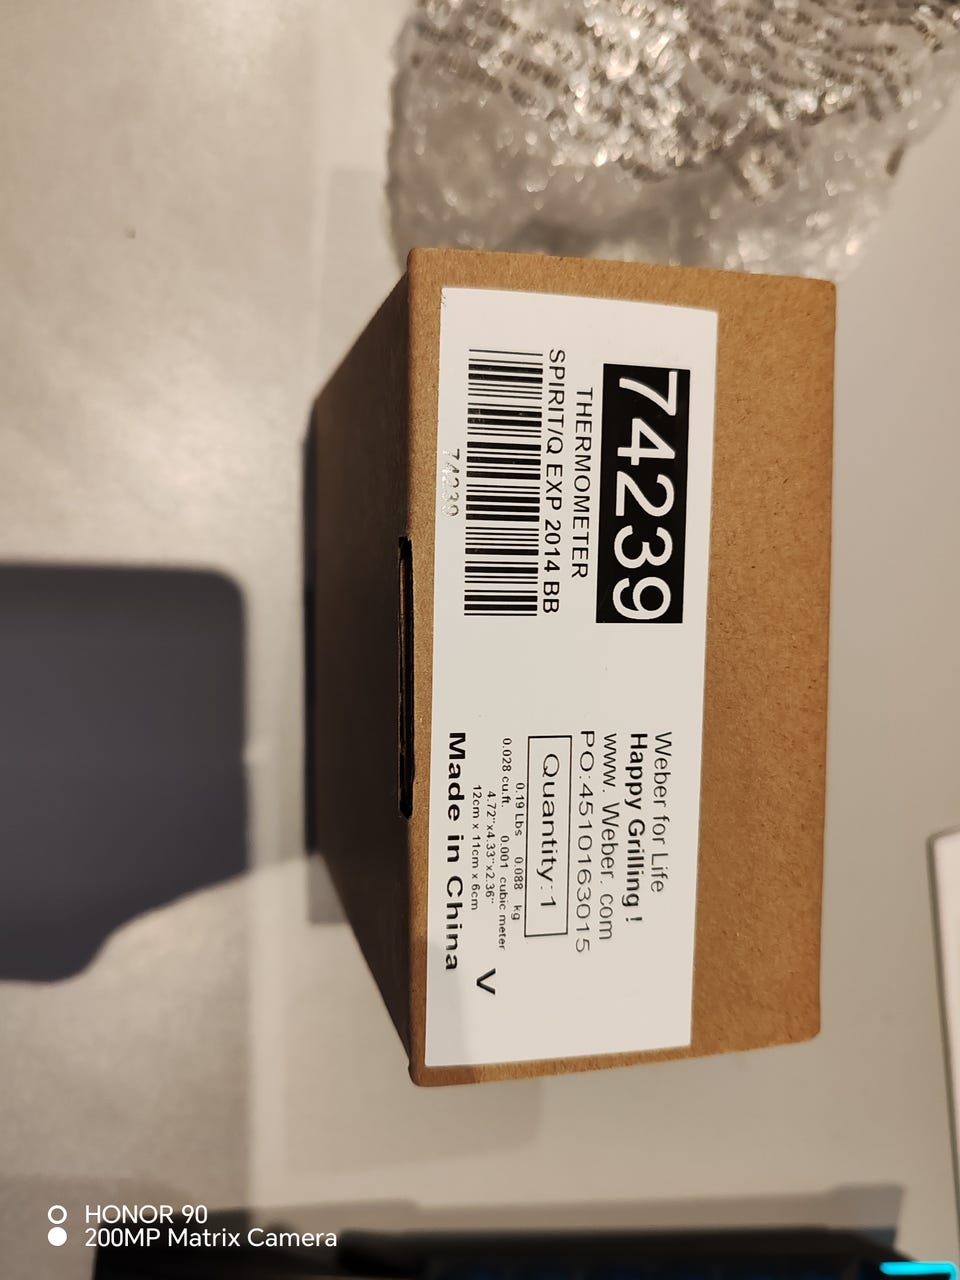 74239
THERMOMETER
SPIRIT/Q EXP 2014 BB
74239
Weber for Life
Happy Grilling !
www. Weber. com
PO:4510163015
Quantity: 1
0.19 Lbs 0.088 kg
0.028 cu.ft. 0.001 cubic meter
4.72"x4.33"x2.36"
12cm x 11cm x 6cm
V
Made in China
HONOR 90
200MP Matrix Camera